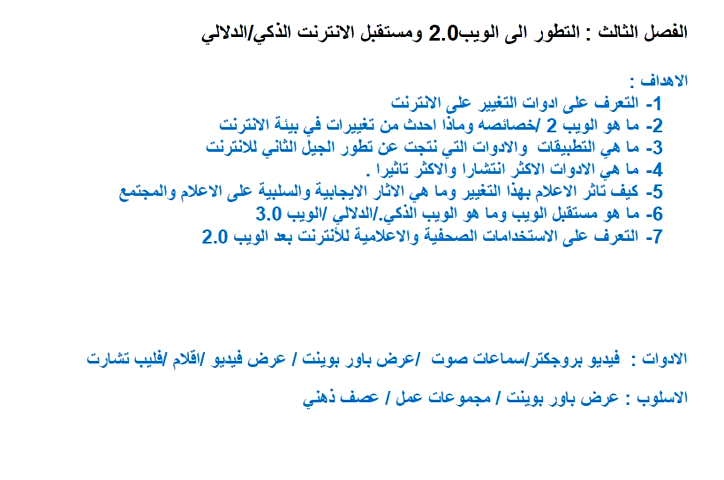 الفصل الثالث : التطور الى الويب2.0 ومستقبل الانترنت الذكي/الدلالي
الاهداف :
1- التعرف على ادوات التغيير على الانترنت
2- ما هو الويب 2 /خصائصه وماذا احدث من تغييرات في بيئة الانترنت
3- ما هي التطبيقات والادوات التي نتجت عن تطور الجيل الثاني للانترنت
4- ما هي الادوات الاكثر انتشارا والاكثر تاثيرا .
5- كيف تاثر الاعلام بهذا التغيير وما هي الاثار الايجابية والسلبية على الاعلام والمجتمع
6- ما هو مستقبل الويب وما هو الويب الذكي./الدلالي /الويب 3.0
7- التعرف على الاستخدامات الصحفية والاعلامية للأنترنت بعد الويب 2.0
الادوات : فيديو بروجكتر/سماعات صوت /عرض باور بوينت / عرض فيديو /اقلام /فليب تشارت
الاسلوب : عرض باور بوينت / مجموعات عمل / عصف ذهني